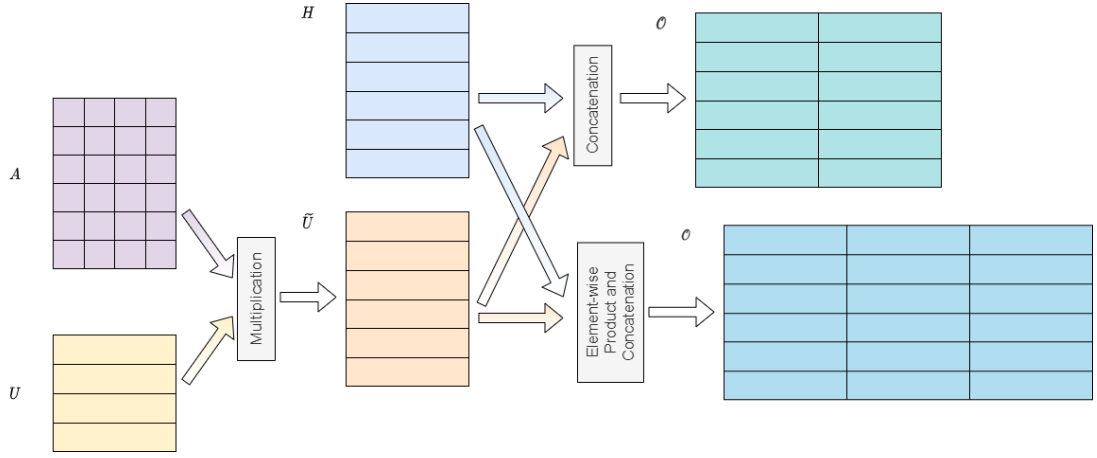 H
𝒪
Concatenation
A
Ũ
Multiplication
𝒪
Element-wise
Product and
Concatenation
U